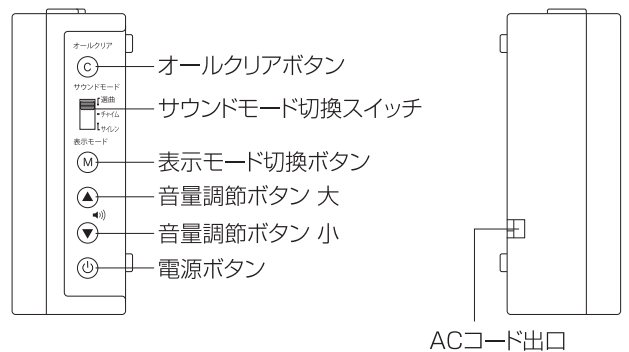 オールクリア
C
オールクリアボタン
サウンドモード
選曲
チャイム
サイレン
サウンドモード切換スイッチ
表示モード
M
表示モード切換ボタン
音量調節ボタン 大
音量調節ボタン 小
電源ボタン
ACコード出口